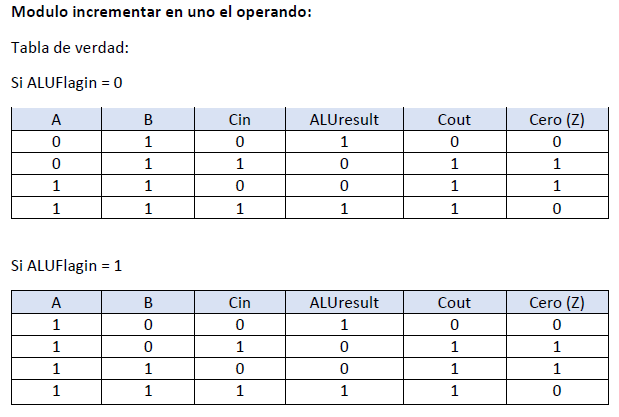 Modulo incrementar en uno el operando:
Tabla de verdad:
Si ALUFlagin = 0
A B Cin ALUresult Cout Cero (Z)
0 1 0 1 0 0
0 1 1 0 1 1
1 1 0 0 1 1
1 1 1 1 1 0
Si ALUFlagin = 1
A B Cin ALUresult Cout Cero (Z)
1 0 0 1 0 0
1 0 1 0 1 1
1 1 0 0 1 1
1 1 1 1 1 0